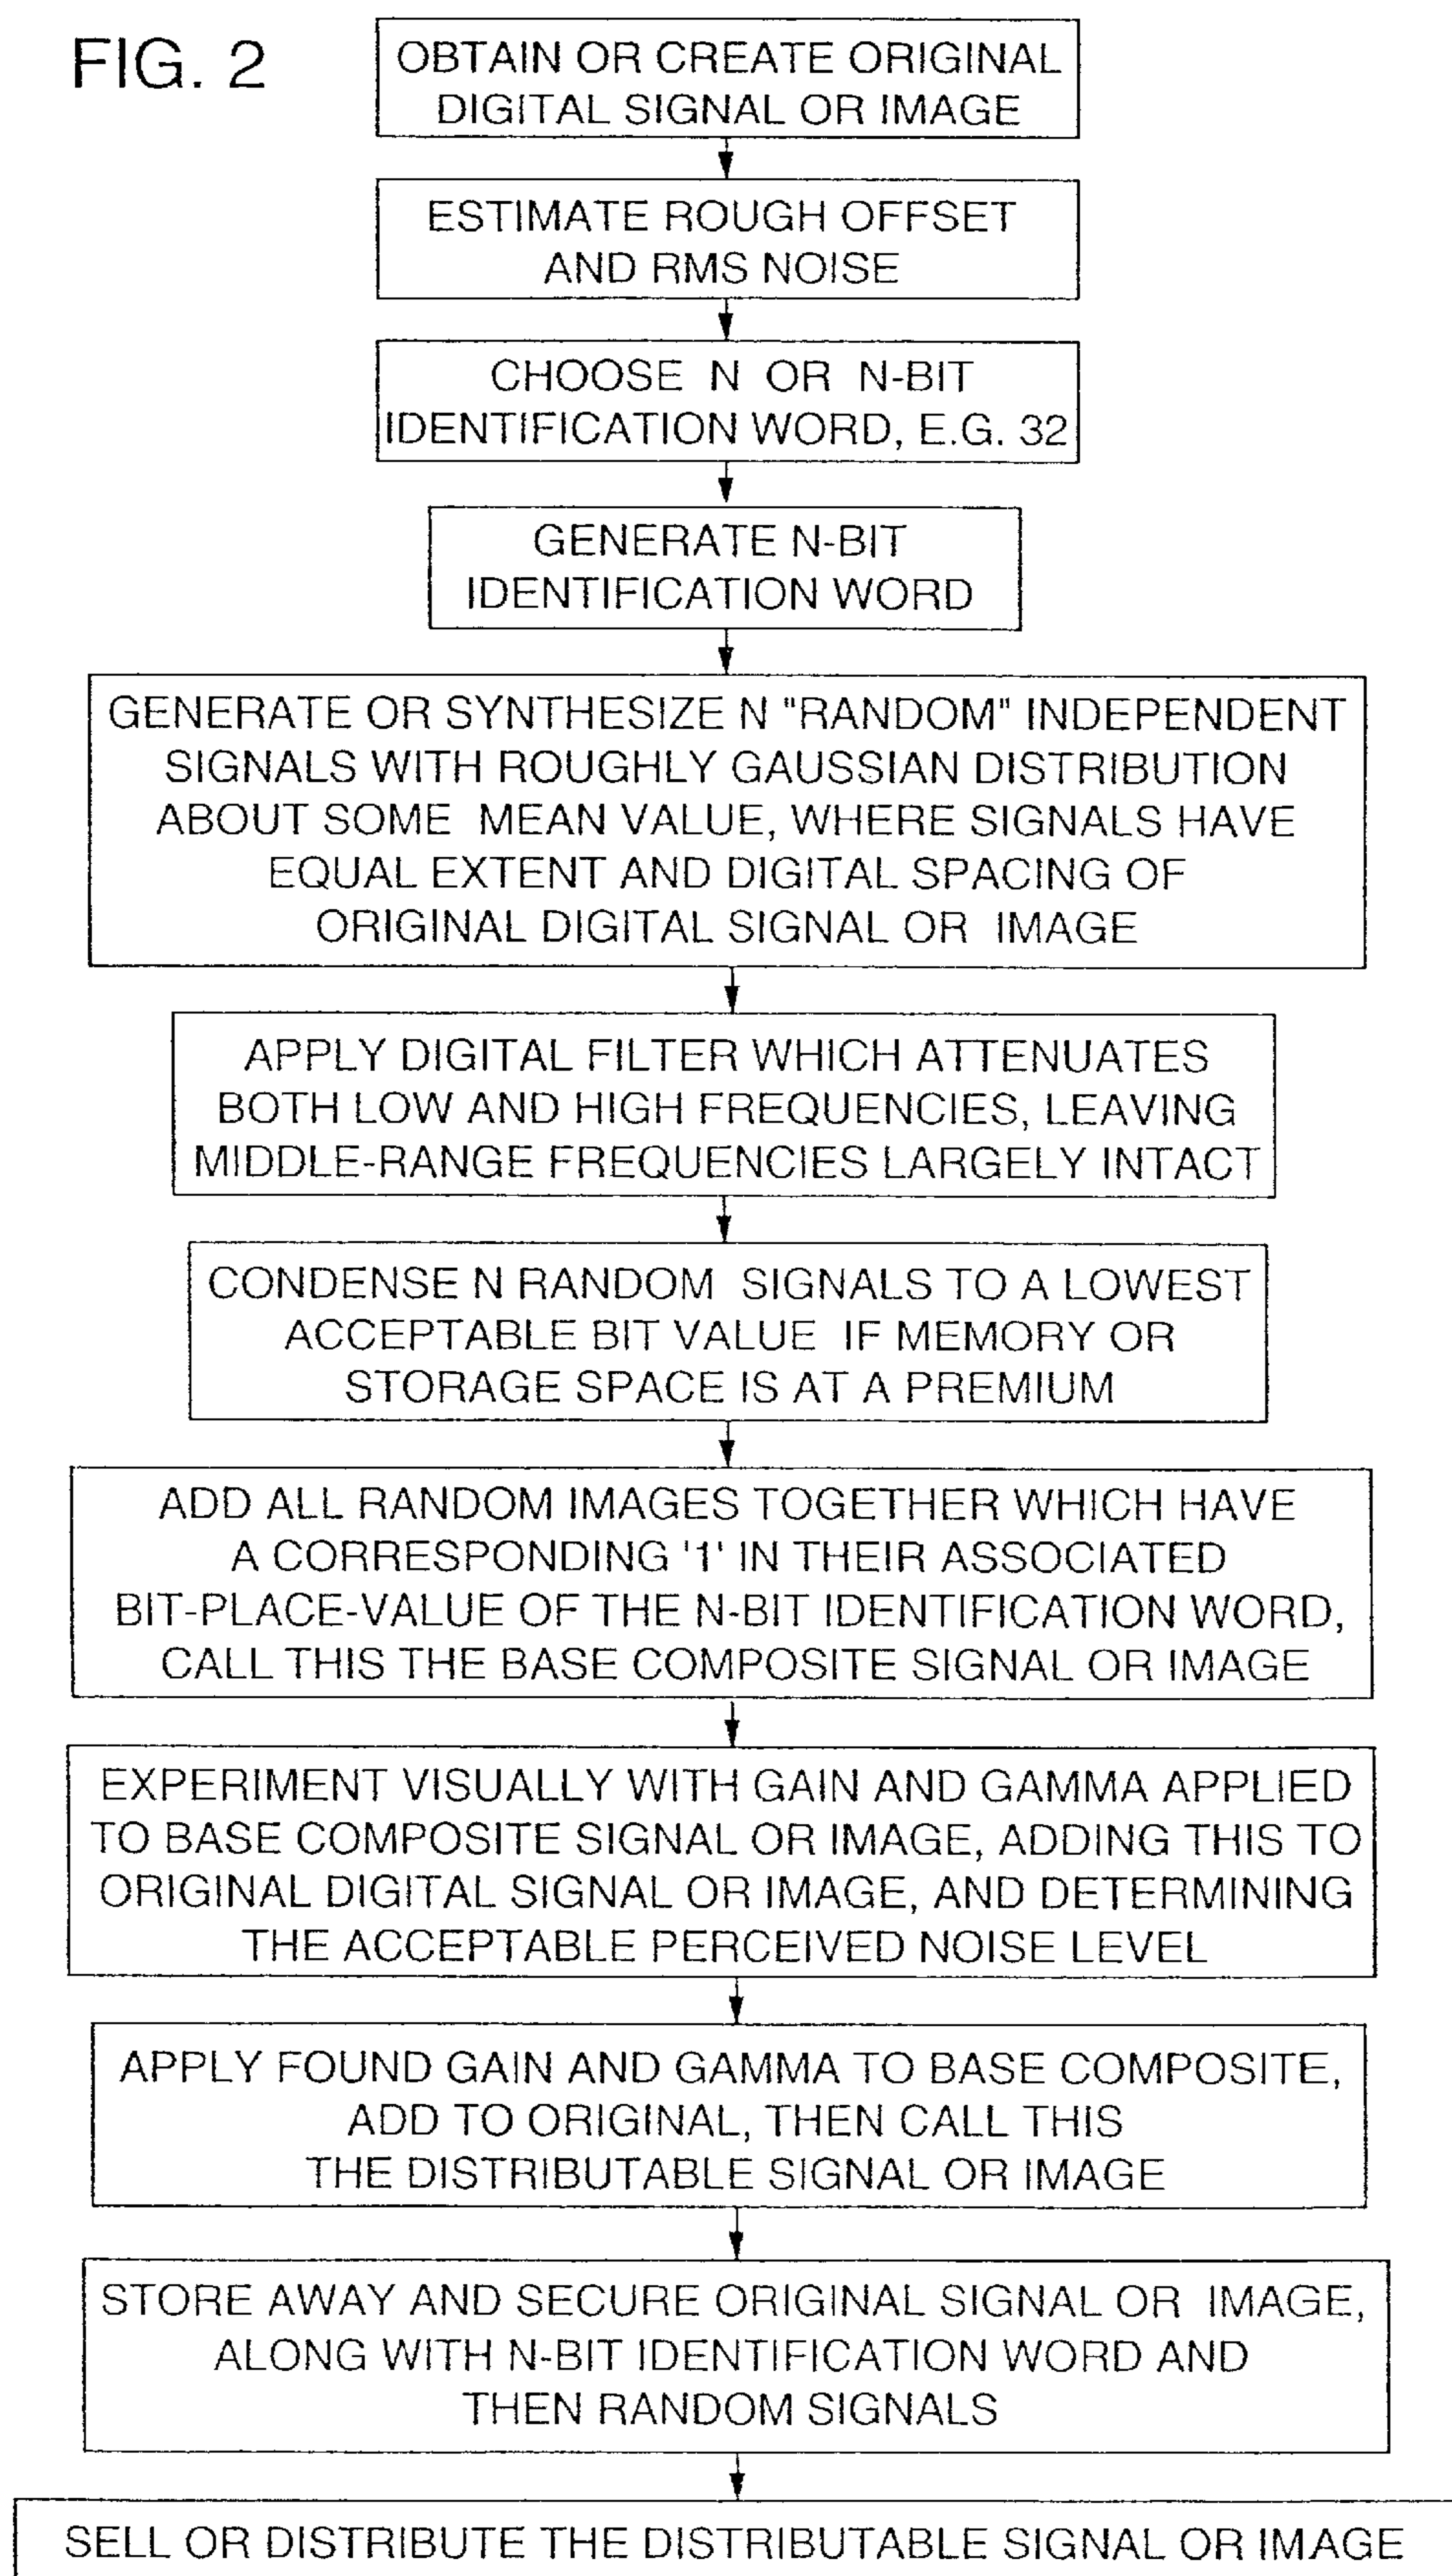 FIG. 2
OBTAIN OR CREATE ORIGINAL
DIGITAL SIGNAL OR IMAGE
ESTIMATE ROUGH OFFSET
AND RMS NOISE
CHOOSE N OR N-BIT
IDENTIFICATION WORD, E.G. 32
GENERATE N-BIT
IDENTIFICATION WORD
GENERATE OR SYNTHESIZE N "RANDOM" INDEPENDENT
SIGNALS WITH ROUGHLY GAUSSIAN DISTRIBUTION
ABOUT SOME MEAN VALUE, WHERE SIGNALS HAVE
EQUAL EXTENT AND DIGITAL SPACING OF
ORIGINAL DIGITAL SIGNAL OR IMAGE
APPLY DIGITAL FILTER WHICH ATTENUATES
BOTH LOW AND HIGH FREQUENCIES, LEAVING
MIDDLE-RANGE FREQUENCIES LARGELY INTACT
CONDENSE N RANDOM SIGNALS TO A LOWEST
ACCEPTABLE BIT VALUE IF MEMORY OR
STORAGE SPACE IS AT A PREMIUM
ADD ALL RANDOM IMAGES TOGETHER WHICH HAVE
A CORRESPONDING '1' IN THEIR ASSOCIATED
BIT-PLACE-VALUE OF THE N-BIT IDENTIFICATION WORD,
CALL THIS THE BASE COMPOSITE SIGNAL OR IMAGE
EXPERIMENT VISUALLY WITH GAIN AND GAMMA APPLIED
TO BASE COMPOSITE SIGNAL OR IMAGE, ADDING THIS TO
ORIGINAL DIGITAL SIGNAL OR IMAGE, AND DETERMINING
THE ACCEPTABLE PERCEIVED NOISE LEVEL
APPLY FOUND GAIN AND GAMMA TO BASE COMPOSITE,
ADD TO ORIGINAL, THEN CALL THIS
THE DISTRIBUTABLE SIGNAL OR IMAGE
STORE AWAY AND SECURE ORIGINAL SIGNAL OR IMAGE,
ALONG WITH N-BIT IDENTIFICATION WORD AND
THEN RANDOM SIGNALS
SELL OR DISTRIBUTE THE DISTRIBUTABLE SIGNAL OR IMAGE